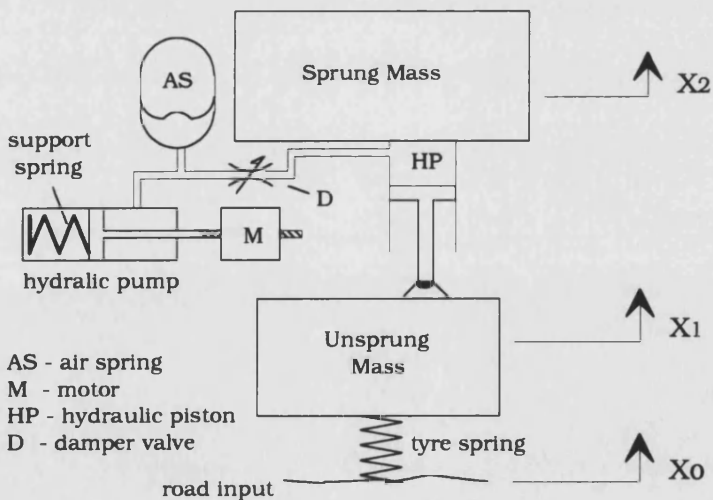 AS
Sprung Mass
X2
support
spring
HP
D
M
hydralic pump
Unsprung
Mass
X1
AS - air spring
M - motor
HP - hydraulic piston
D - damper valve
tyre spring
road input
Xo